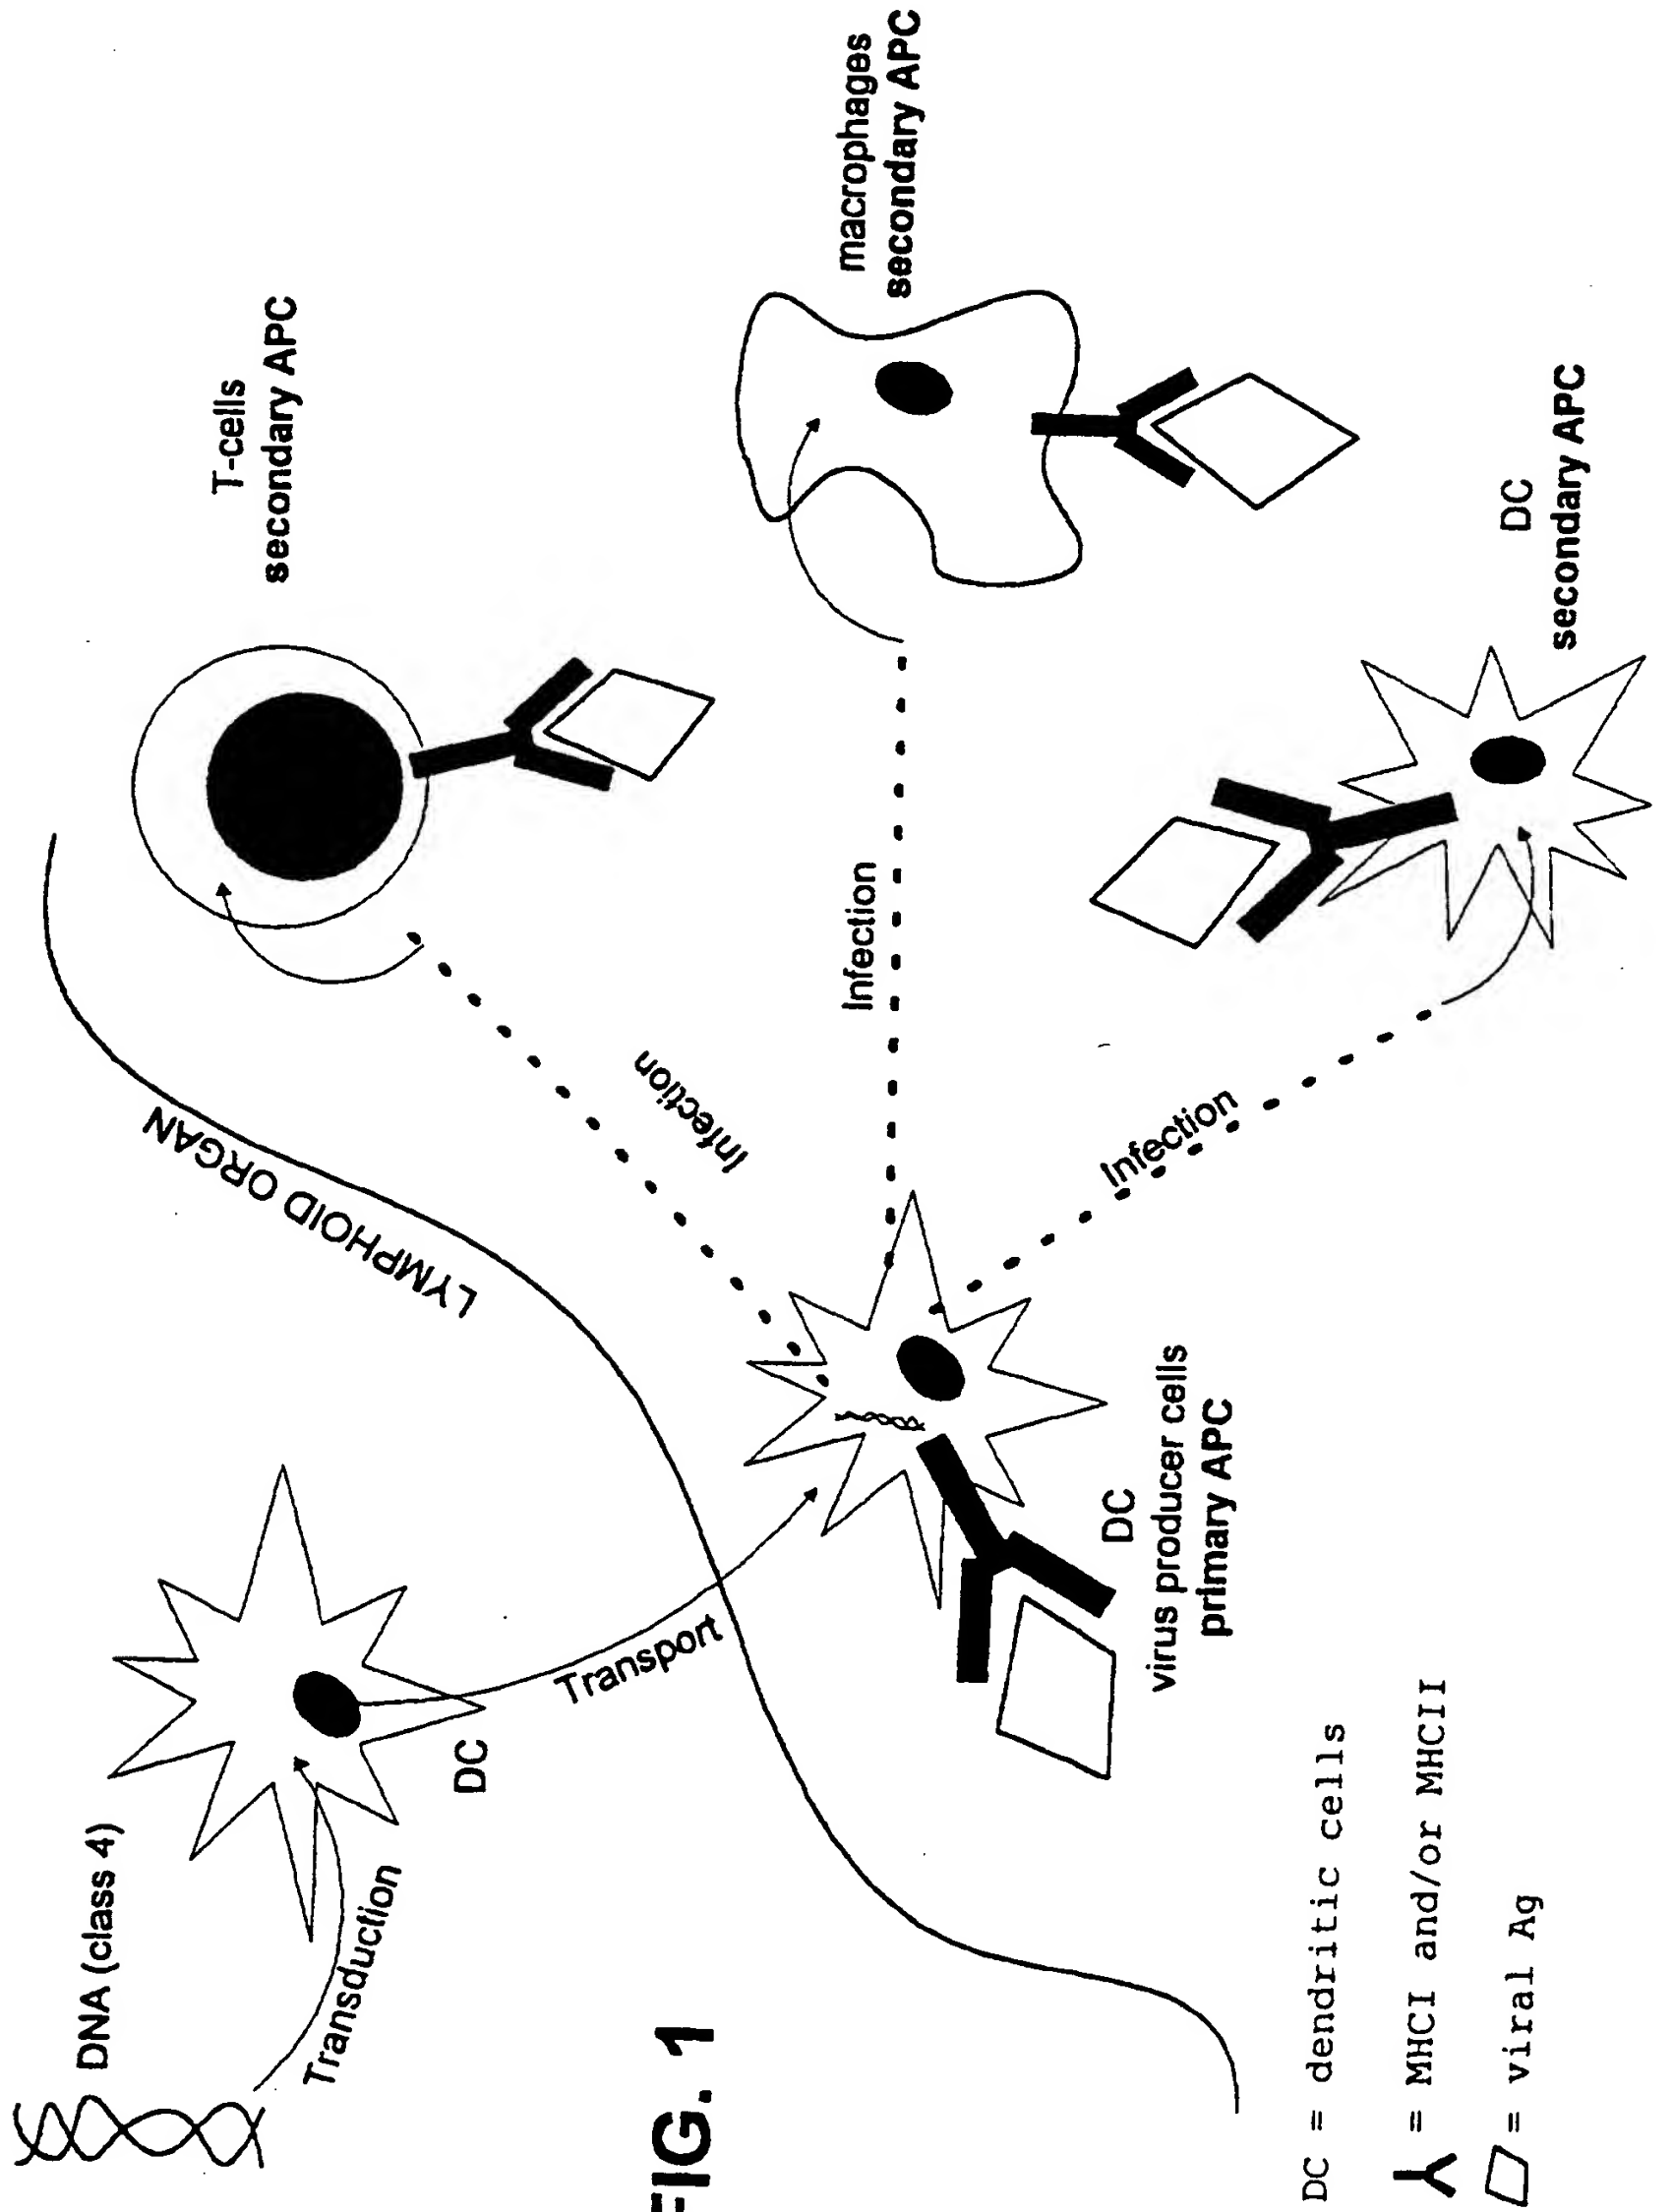 DNA (class 4)
Transduction
DC
Transport
LYMPHOID ORGAN
DC
virus producer cells
primary APC
Infection
Infection
Infection
T-cells
secondary APC
macrophages
secondary APC
DC
secondary APC
FIG. 1
DC = dendritic cells
= MHCI and/or MHCII
= viral Ag